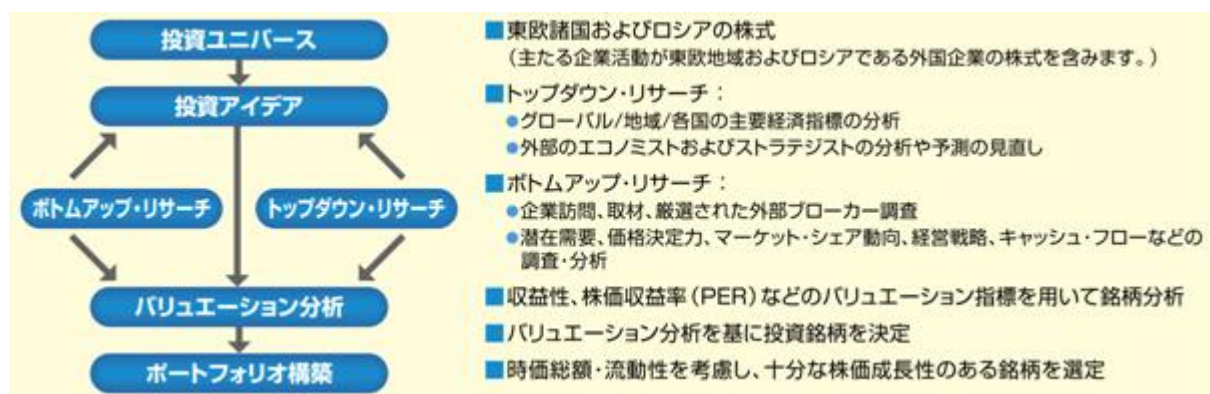 投資ユニバース
投資アイデア
ボトムアップ・リサーチ
トップダウン・リサーチ
バリュエーション分析
ポートフォリオ構築
■東欧諸国およびロシアの株式
（主たる企業活動が東欧地域およびロシアである外国企業の株式を含みます。）
■トップダウン・リサーチ：
●グローバル/地域/各国の主要経済指標の分析
●外部のエコノミストおよびストラテジストの分析や予測の見直し
■ボトムアップ・リサーチ：
●企業訪問、取材、厳選された外部ブローカー調査
●潜在需要、価格決定力、マーケット・シェア動向、経営戦略、キャッシュ・フローなどの
調査・分析
■収益性、株価収益率（PER）などのバリュエーション指標を用いて銘柄分析
■バリュエーション分析を基に投資銘柄を決定
■時価総額・流動性を考慮し、十分な株価成長性のある銘柄を選定